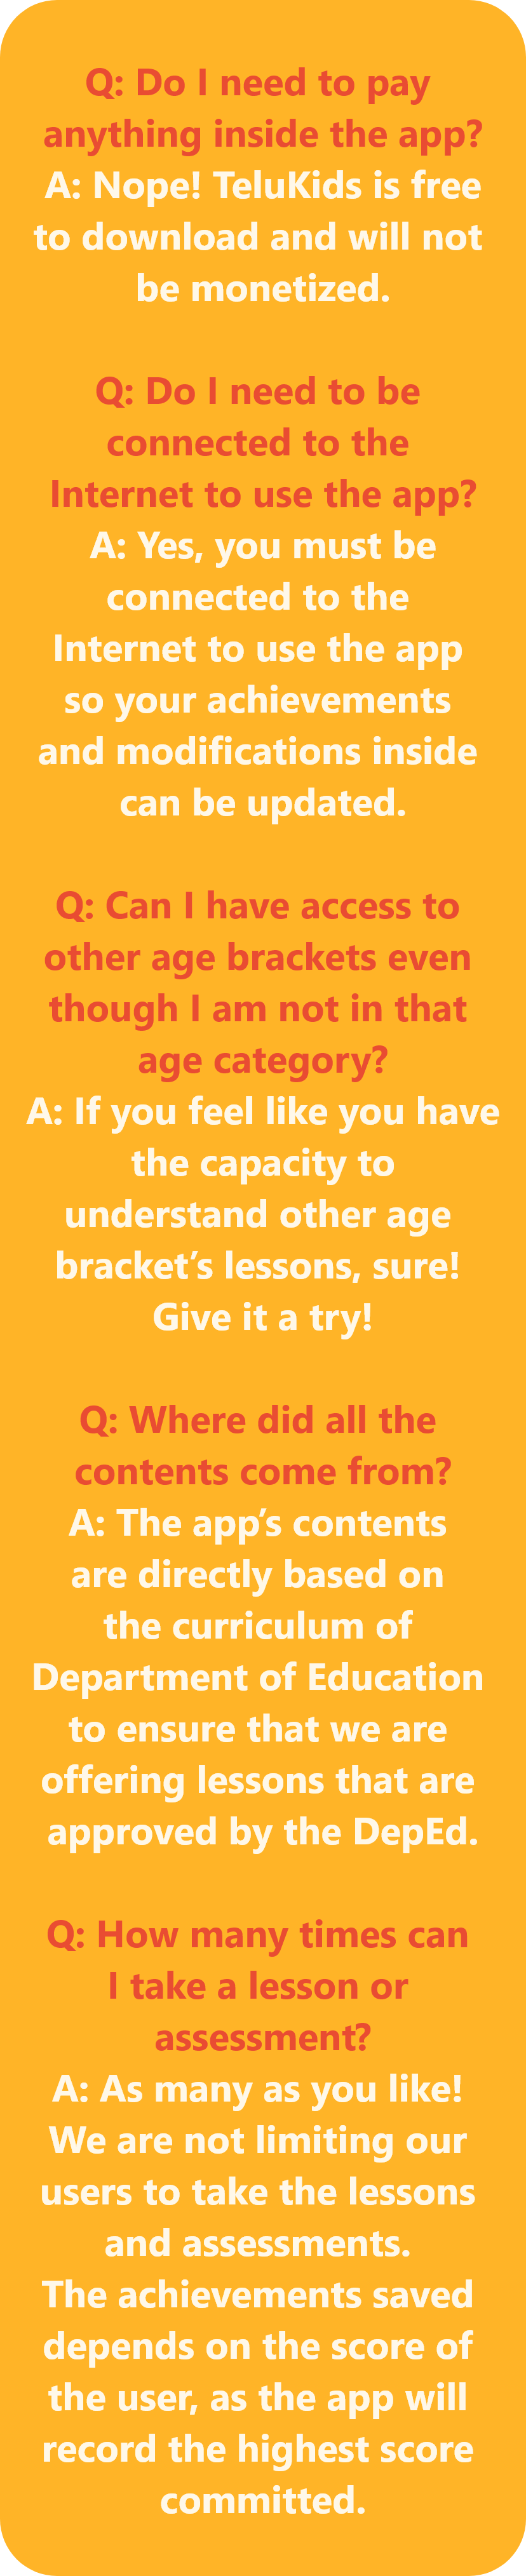 Q: Do I need to pay
anything inside the app?
A: Nope! TeluKids is free
to download and will not
be monetized.
Q: Do I need to be
connected to the
Internet to use the app?
A: Yes, you must be
connected to the
Internet to use the app
so your achievements
and modifications inside
can be updated.
Q: Can I have access to
other age brackets even
though I am not in that
age category?
A: If you feel like you have
the capacity to
understand other age
bracket’s lessons, sure!
Give it a try!
Q: Where did all the
contents come from?
A: The app’s contents
are directly based on
the curriculum of
Department of Education
to ensure that we are
offering lessons that are
approved by the DepEd.
Q: How many times can
I take a lesson or
assessment?
A: As many as you like!
We are not limiting our
users to take the lessons
and assessments.
The achievements saved
depends on the score of
the user, as the app will
record the highest score
committed.